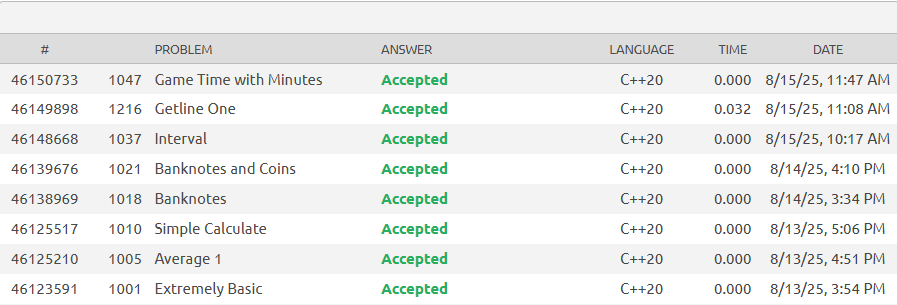 # PROBLEM ANSWER LANGUAGE TIME DATE
46150733 1047 Game Time with Minutes Accepted C++20 0.000 8/15/25, 11:47 AM
46149898 1216 Getline One Accepted C++20 0.032 8/15/25, 11:08 AM
46148668 1037 Interval Accepted C++20 0.000 8/15/25, 10:17 AM
46139676 1021 Banknotes and Coins Accepted C++20 0.000 8/14/25, 4:10 PM
46138969 1018 Banknotes Accepted C++20 0.000 8/14/25, 3:34 PM
46125517 1010 Simple Calculate Accepted C++20 0.000 8/13/25, 5:06 PM
46125210 1005 Average 1 Accepted C++20 0.000 8/13/25, 4:51 PM
46123591 1001 Extremely Basic Accepted C++20 0.000 8/13/25, 3:54 PM